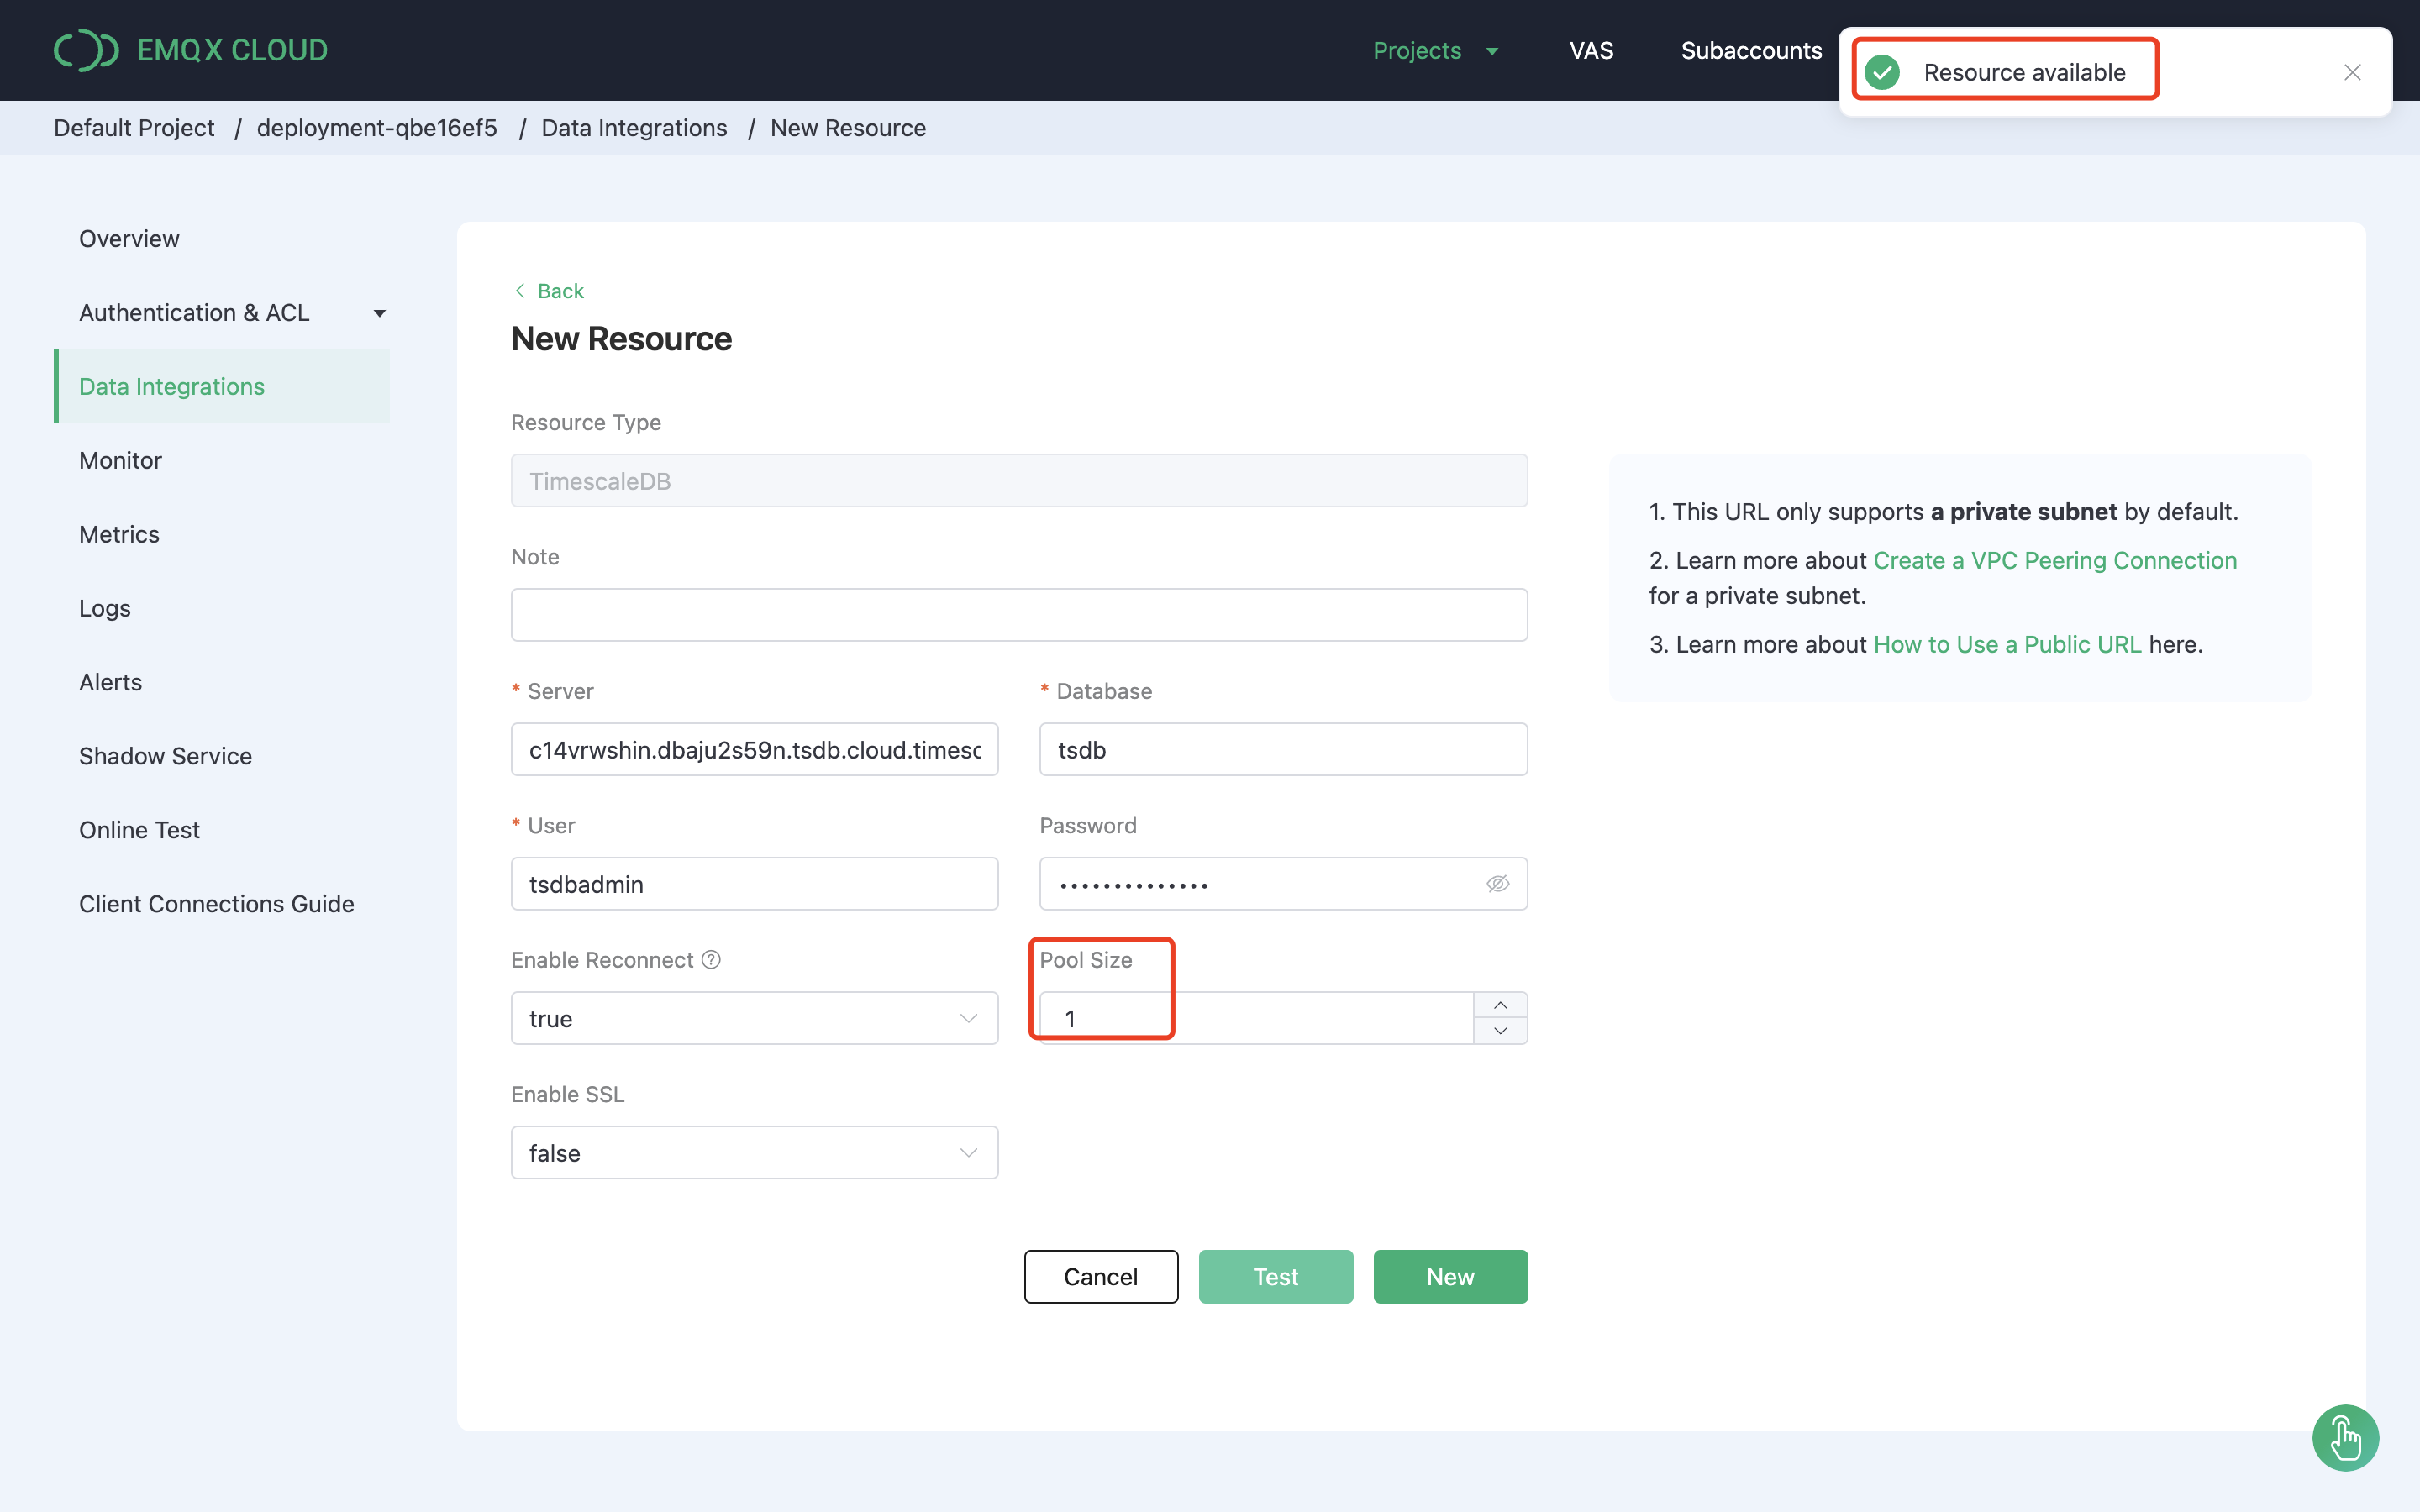 EMQX CLOUD
Projects
VAS
Subaccounts
Resource available
Default Project / deployment-qbe16ef5 / Data Integrations / New Resource
Overview
Authentication & ACL
Data Integrations
Monitor
Metrics
Logs
Alerts
Shadow Service
Online Test
Client Connections Guide
Back
New Resource
Resource Type
TimescaleDB
Note
* Server
c14vrwshin.dbaju2s59n.tsdb.cloud.timesc
* Database
tsdb
* User
tsdbadmin
Password
••••••••••••••
Enable Reconnect ?
true
Pool Size
1
Enable SSL
false
Cancel
Test
New
1. This URL only supports a private subnet by default.
2. Learn more about Create a VPC Peering Connection
for a private subnet.
3. Learn more about How to Use a Public URL here.